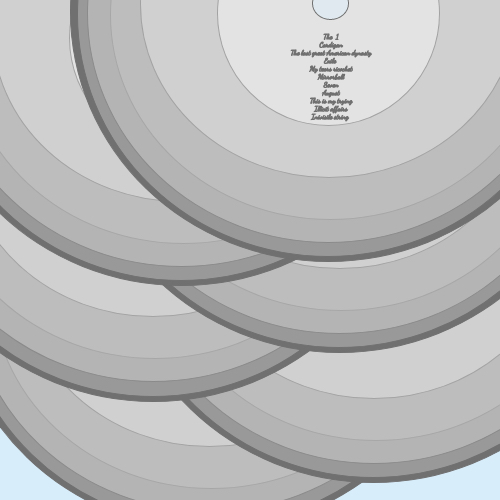 The 1
Cardigan
The last great American dynasty
Exile
My tears ricochet
Mirrorball
Seven
August
This is my trying
Illicit affairs
Invisible string